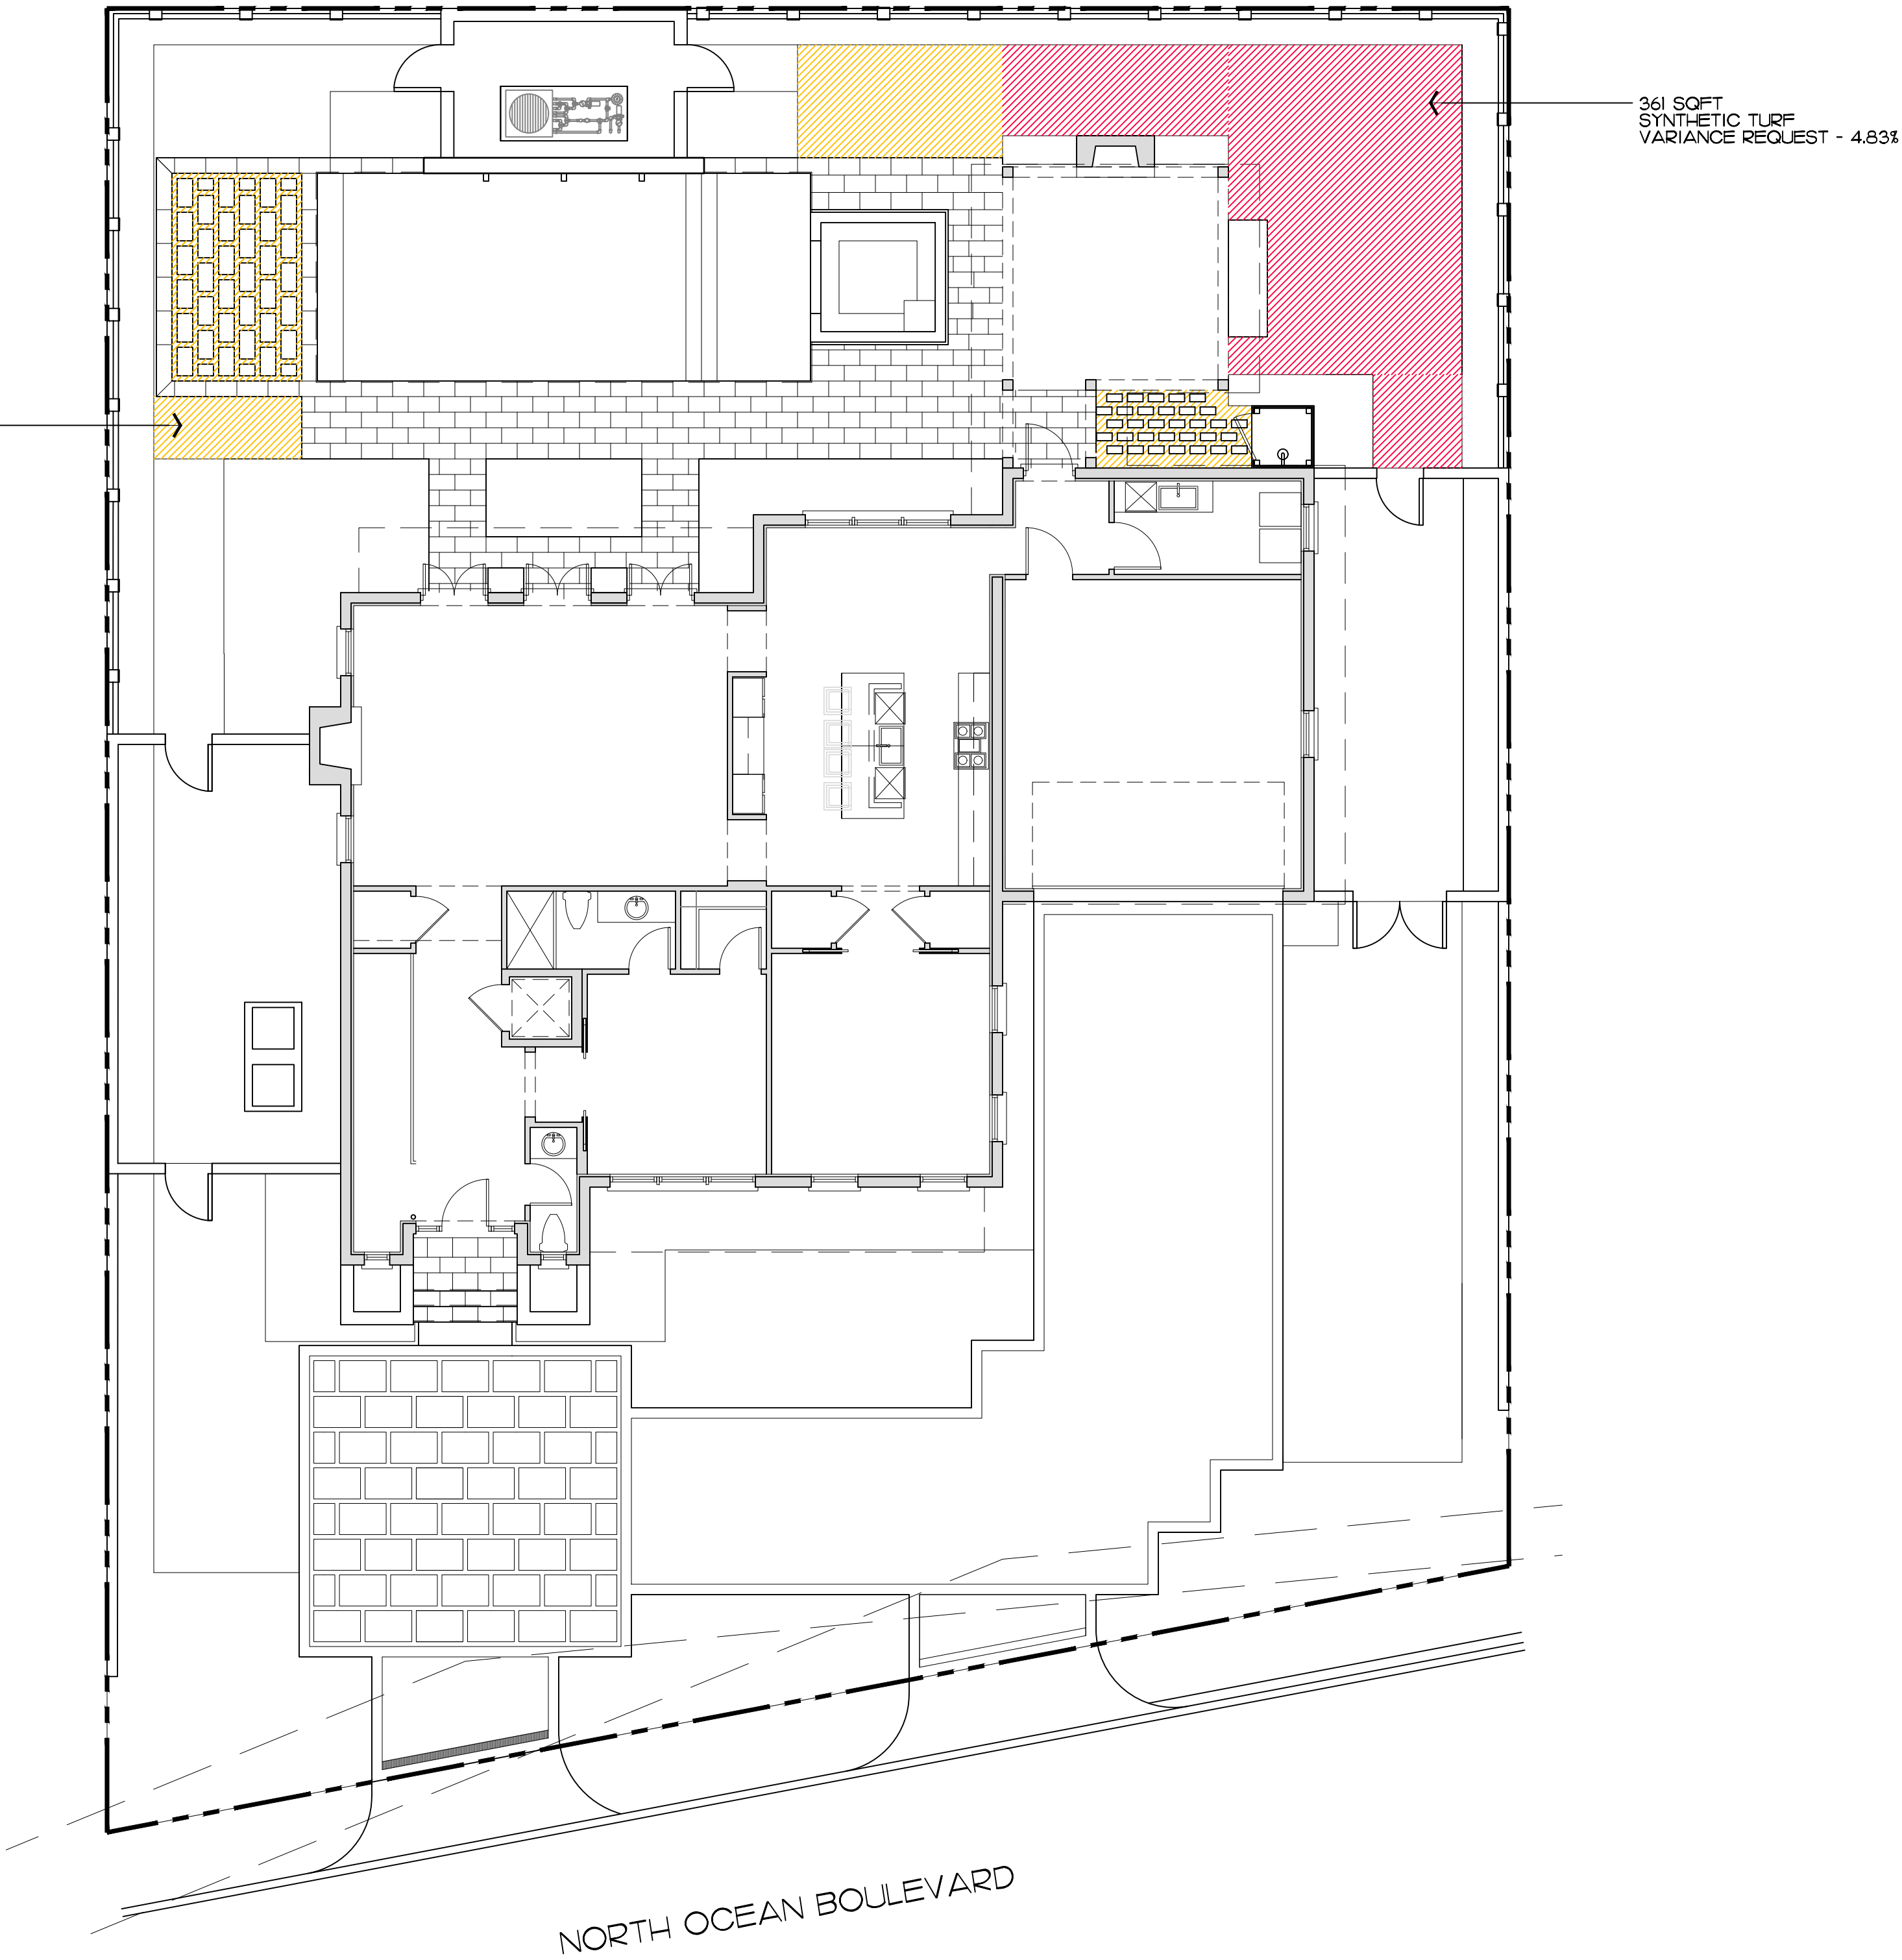 361 SQFT
SYNTHETIC TURF
VARIANCE REQUEST - 4.83%
NORTH OCEAN BOULEVARD